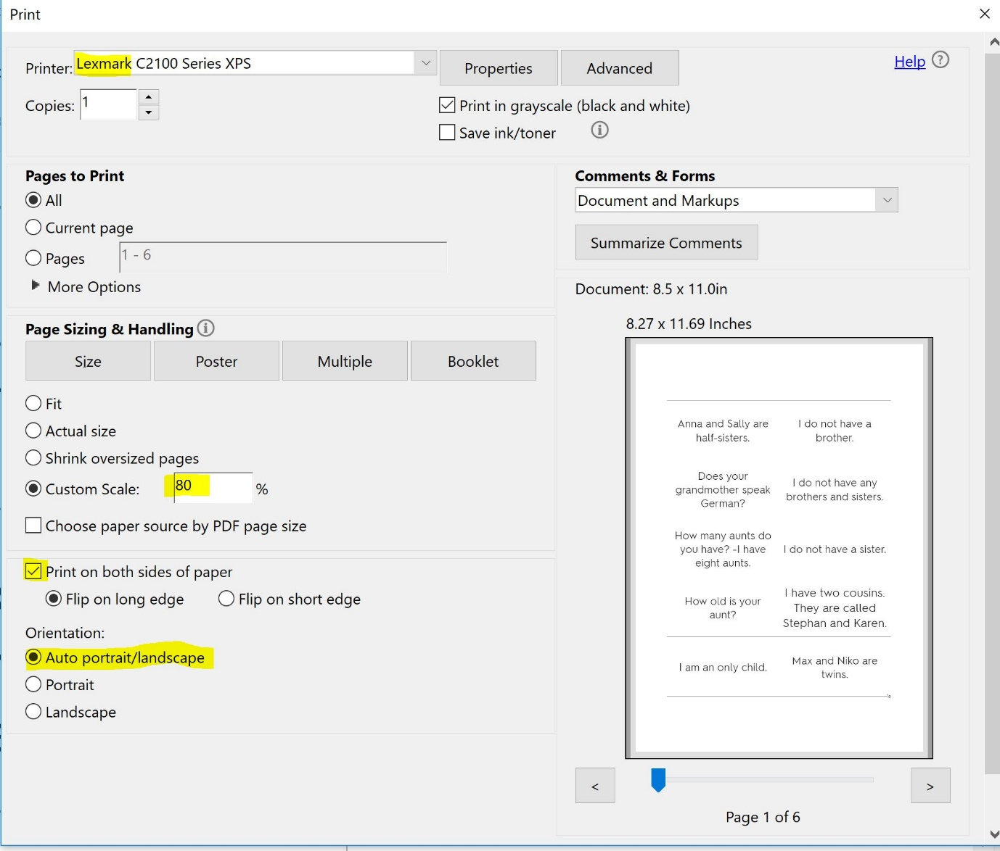 Print
Printer: Lexmark C2100 Series XPS
Properties
Advanced
Help
Copies: 1
Print in grayscale (black and white)
Save ink/toner
Pages to Print
All
Current page
Pages 1 - 6
More Options
Comments & Forms
Document and Markups
Summarize Comments
Page Sizing & Handling
Size
Poster
Multiple
Booklet
Fit
Actual size
Shrink oversized pages
Custom Scale: 80 %
Choose paper source by PDF page size
Print on both sides of paper
Flip on long edge
Flip on short edge
Orientation:
Auto portrait/landscape
Portrait
Landscape
Document: 8.5 x 11.0in
8.27 x 11.69 Inches
Anna and Sally are
half-sisters.
I do not have a
brother.
Does your
grandmother speak
German?
I do not have any
brothers and sisters.
How many aunts do
you have? -I have
eight aunts.
I do not have a sister.
How old is your
aunt?
I have two cousins.
They are called
Stephan and Karen.
I am an only child.
Max and Niko are
twins.
<
>
Page 1 of 6